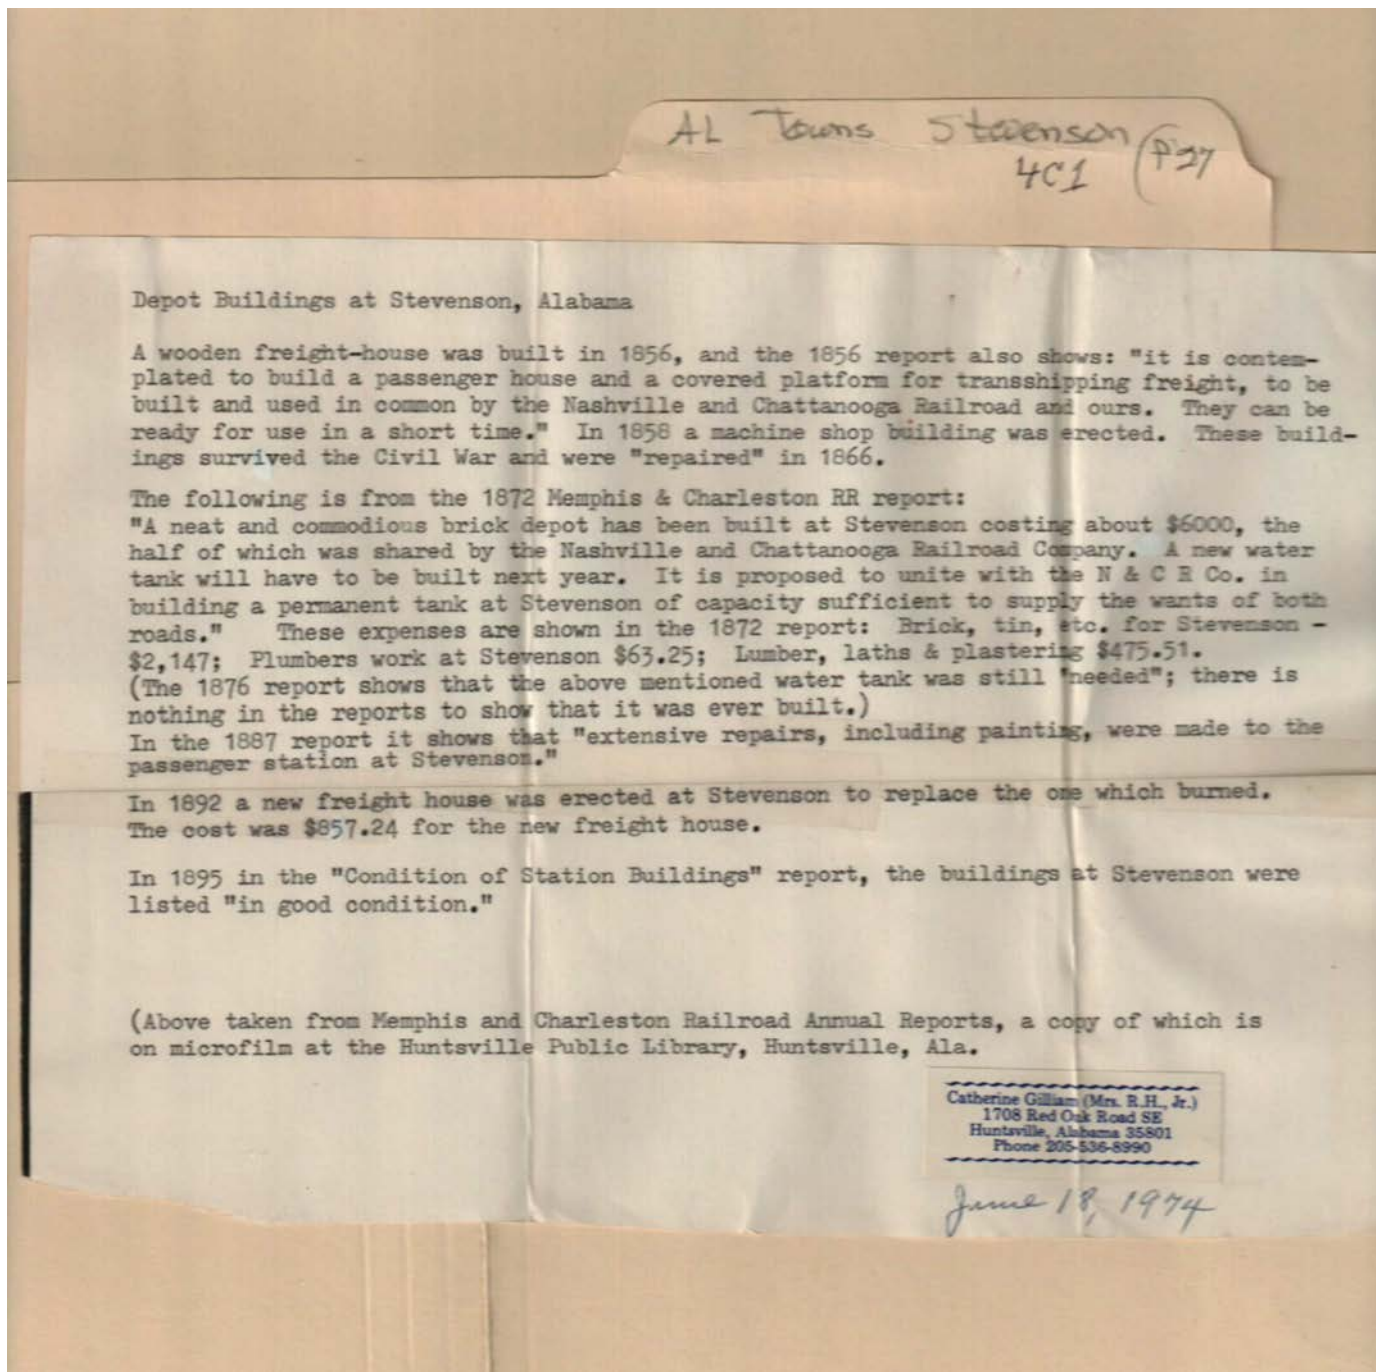 AL Towns Stevenson
4C1 (P27
Depot Buildings at Stevenson, Alabama
A wooden freight-house was built in 1856, and the 1856 report also shows: "it is contem-
plated to build a passenger house and a covered platform for transshipping freight, to be
built and used in common by the Nashville and Chattanooga Railroad and ours. They can be
ready for use in a short time." In 1858 a machine shop building was erected. These build-
ings survived the Civil War and were "repaired" in 1866.
The following is from the 1872 Memphis & Charleston RR report:
"A neat and commodious brick depot has been built at Stevenson costing about $6000, the
half of which was shared by the Nashville and Chattanooga Railroad Company. A new water
tank will have to be built next year. It is proposed to unite with the N & C R Co. in
building a permanent tank at Stevenson of capacity sufficient to supply the wants of both
roads." These expenses are shown in the 1872 report: Brick, tin, etc. for Stevenson -
$2,147; Plumbers work at Stevenson $63.25; Lumber, laths & plastering $475.51.
(The 1876 report shows that the above mentioned water tank was still "needed"; there is
nothing in the reports to show that it was ever built.)
In the 1887 report it shows that "extensive repairs, including painting, were made to the
passenger station at Stevenson."
In 1892 a new freight house was erected at Stevenson to replace the one which burned.
The cost was $857.24 for the new freight house.
In 1895 in the "Condition of Station Buildings" report, the buildings at Stevenson were
listed "in good condition."
(Above taken from Memphis and Charleston Railroad Annual Reports, a copy of which is
on microfilm at the Huntsville Public Library, Huntsville, Ala.
Catherine Gilliam (Mrs. R.H., Jr.)
1708 Red Oak Road SE
Huntsville, Alabama 35801
Phone 205-536-8990
June 18, 1974